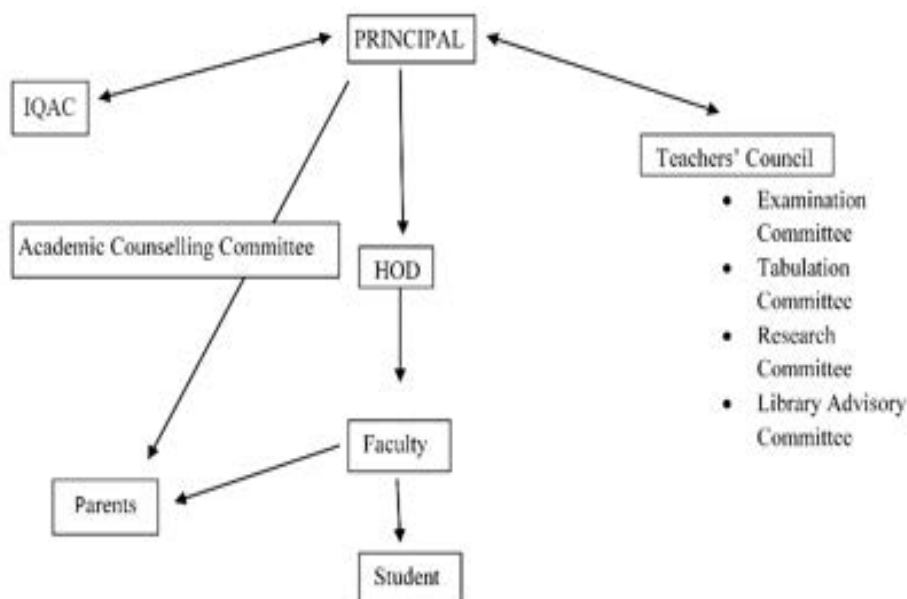 PRINCIPAL
IQAC
Teachers' Council
• Examination
Committee
• Tabulation
Committee
• Research
Committee
• Library Advisory
Committee
Academic Counselling Committee
HOD
Faculty
Parents
Student